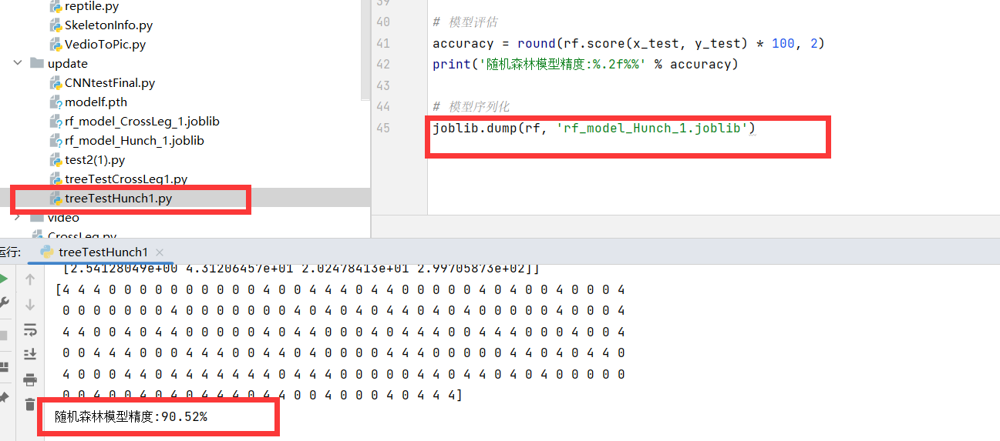 reptile.py
SkeletonInfo.py
VedioToPic.py
update
CNNtestFinal.py
modelf.pth
rf_model_CrossLeg_1.joblib
rf_model_Hunch_1.joblib
test2(1).py
treeTestCrossLeg1.py
treeTestHunch1.py
video
CrossLeg.py
39
40 # 模型评估
41 accuracy = round(rf.score(x_test, y_test) * 100, 2)
42 print('随机森林模型精度:%.2f%%' % accuracy)
43
44 # 模型序列化
45 joblib.dump(rf, 'rf_model_Hunch_1.joblib')
运行: treeTestHunch1
[2.54128049e+00 4.31206457e+01 2.02478413e+01 2.99705873e+02]]
[4 4 4 0 0 0 0 0 0 0 0 0 0 4 0 0 4 4 4 0 4 4 0 0 0 0 0 4 0 4 0 0 4 0 0 0 4
0 0 0 0 0 0 0 4 0 0 0 0 0 0 0 4 0 4 0 4 0 4 4 0 4 0 4 0 0 0 0 0 4 0 0 0 4
4 4 0 0 4 0 4 4 0 0 0 0 0 4 0 4 4 0 0 0 4 0 4 4 4 0 0 4 4 4 0 0 0 4 0 0 4
0 0 4 4 4 0 0 0 4 4 4 0 0 4 4 0 4 0 0 0 0 4 4 4 0 0 0 0 0 4 4 0 4 0 4 4 0
4 0 0 0 4 4 0 4 4 4 4 4 4 4 0 4 4 4 0 0 0 0 0 4 4 0 4 4 0 4 0 4 0 0 0 0 0
0 0 4 0 0 4 0 4 0 4 4 4 0 4 4 0 0 4 0 0 0 4 0 4 4 4]
随机森林模型精度:90.52%